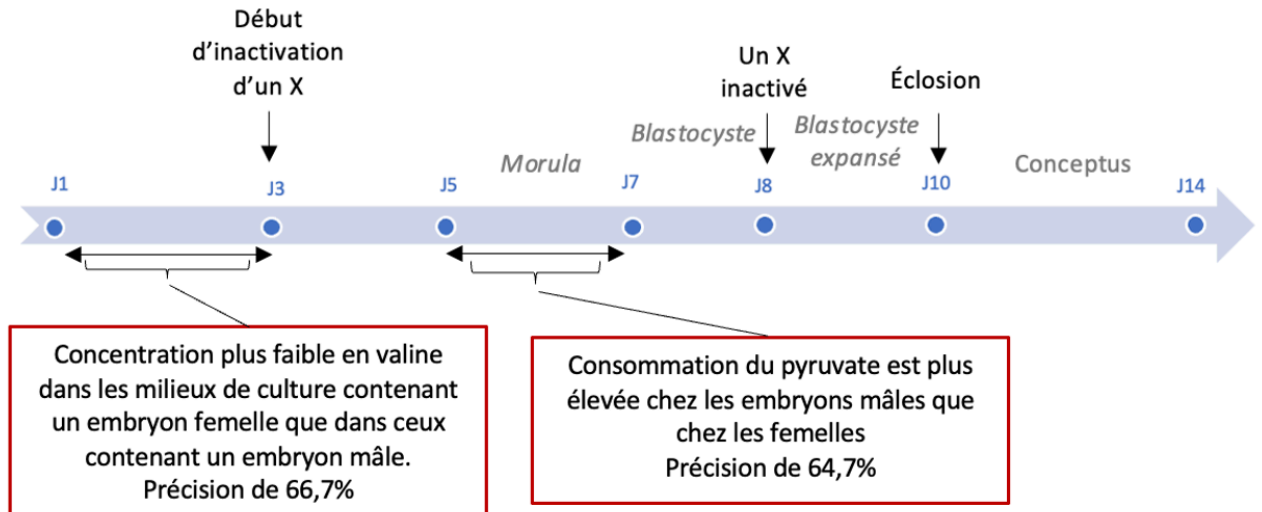 Début
d'inactivation
d'un X
Un X
inactivé
Éclosion
Blastocyste
Blastocyste
expansé
Morula
Conceptus
J1
J3
J5
J7
J8
J10
J14
Concentration plus faible en valine
dans les milieux de culture contenant
un embryon femelle que dans ceux
contenant un embryon mâle.
Précision de 66,7%
Consommation du pyruvate est plus
élevée chez les embryons mâles que
chez les femelles
Précision de 64,7%